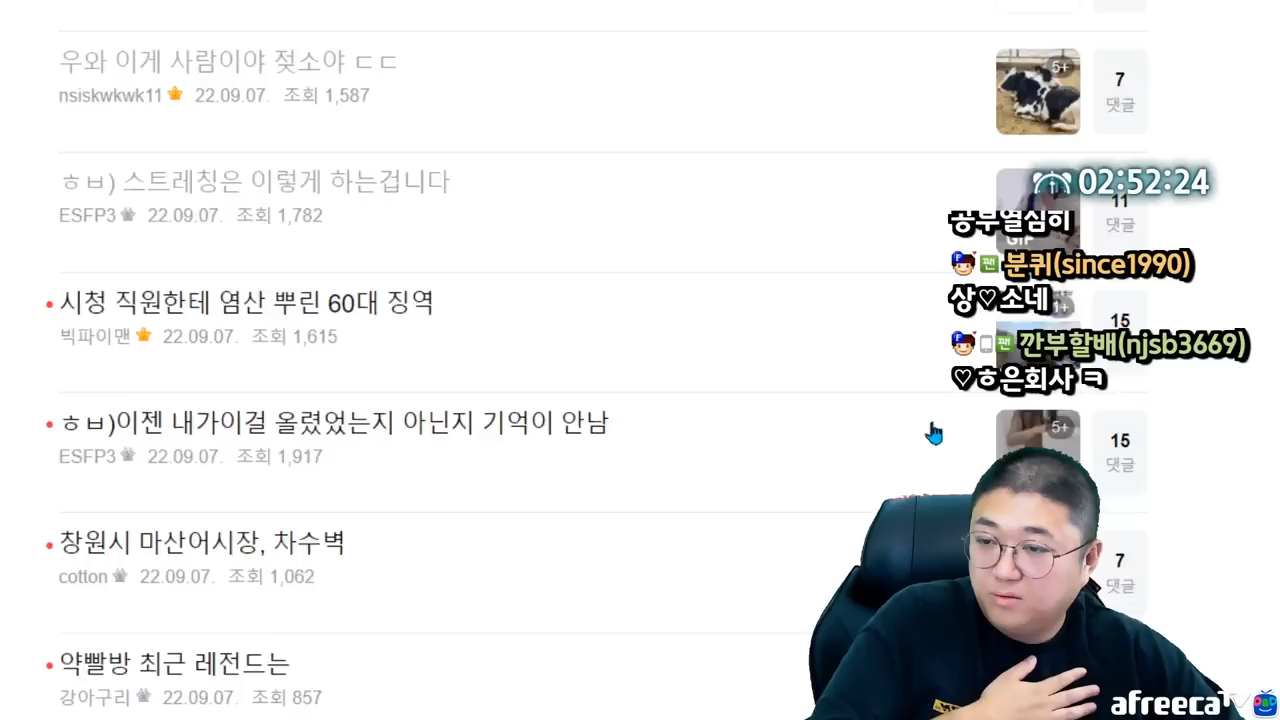 우와 이게 사람이야 젖소야 ㄷㄷ
nsiskwkwk11 22.09.07. 조회 1,587
5+
7
댓글
ㅎㅂ) 스트레칭은 이렇게 하는겁니다
ESFP3 22.09.07. 조회 1,782
11
댓글
02:52:24
공부열심히
팬 분퀴(since1990)
상♡소네
팬 깐부할배(njsb3669)
♡ㅎ은회사 ㅋ
시청 직원한테 염산 뿌린 60대 징역
빅파이맨 22.09.07. 조회 1,615
15
ㅎㅂ)이젠 내가이걸 올렸었는지 아닌지 기억이 안남
ESFP3 22.09.07. 조회 1,917
5+
15
댓글
창원시 마산어시장, 차수벽
cotton 22.09.07. 조회 1,062
7
댓글
약빨방 최근 레전드는
강아구리 22.09.07. 조회 857
afreecaTV